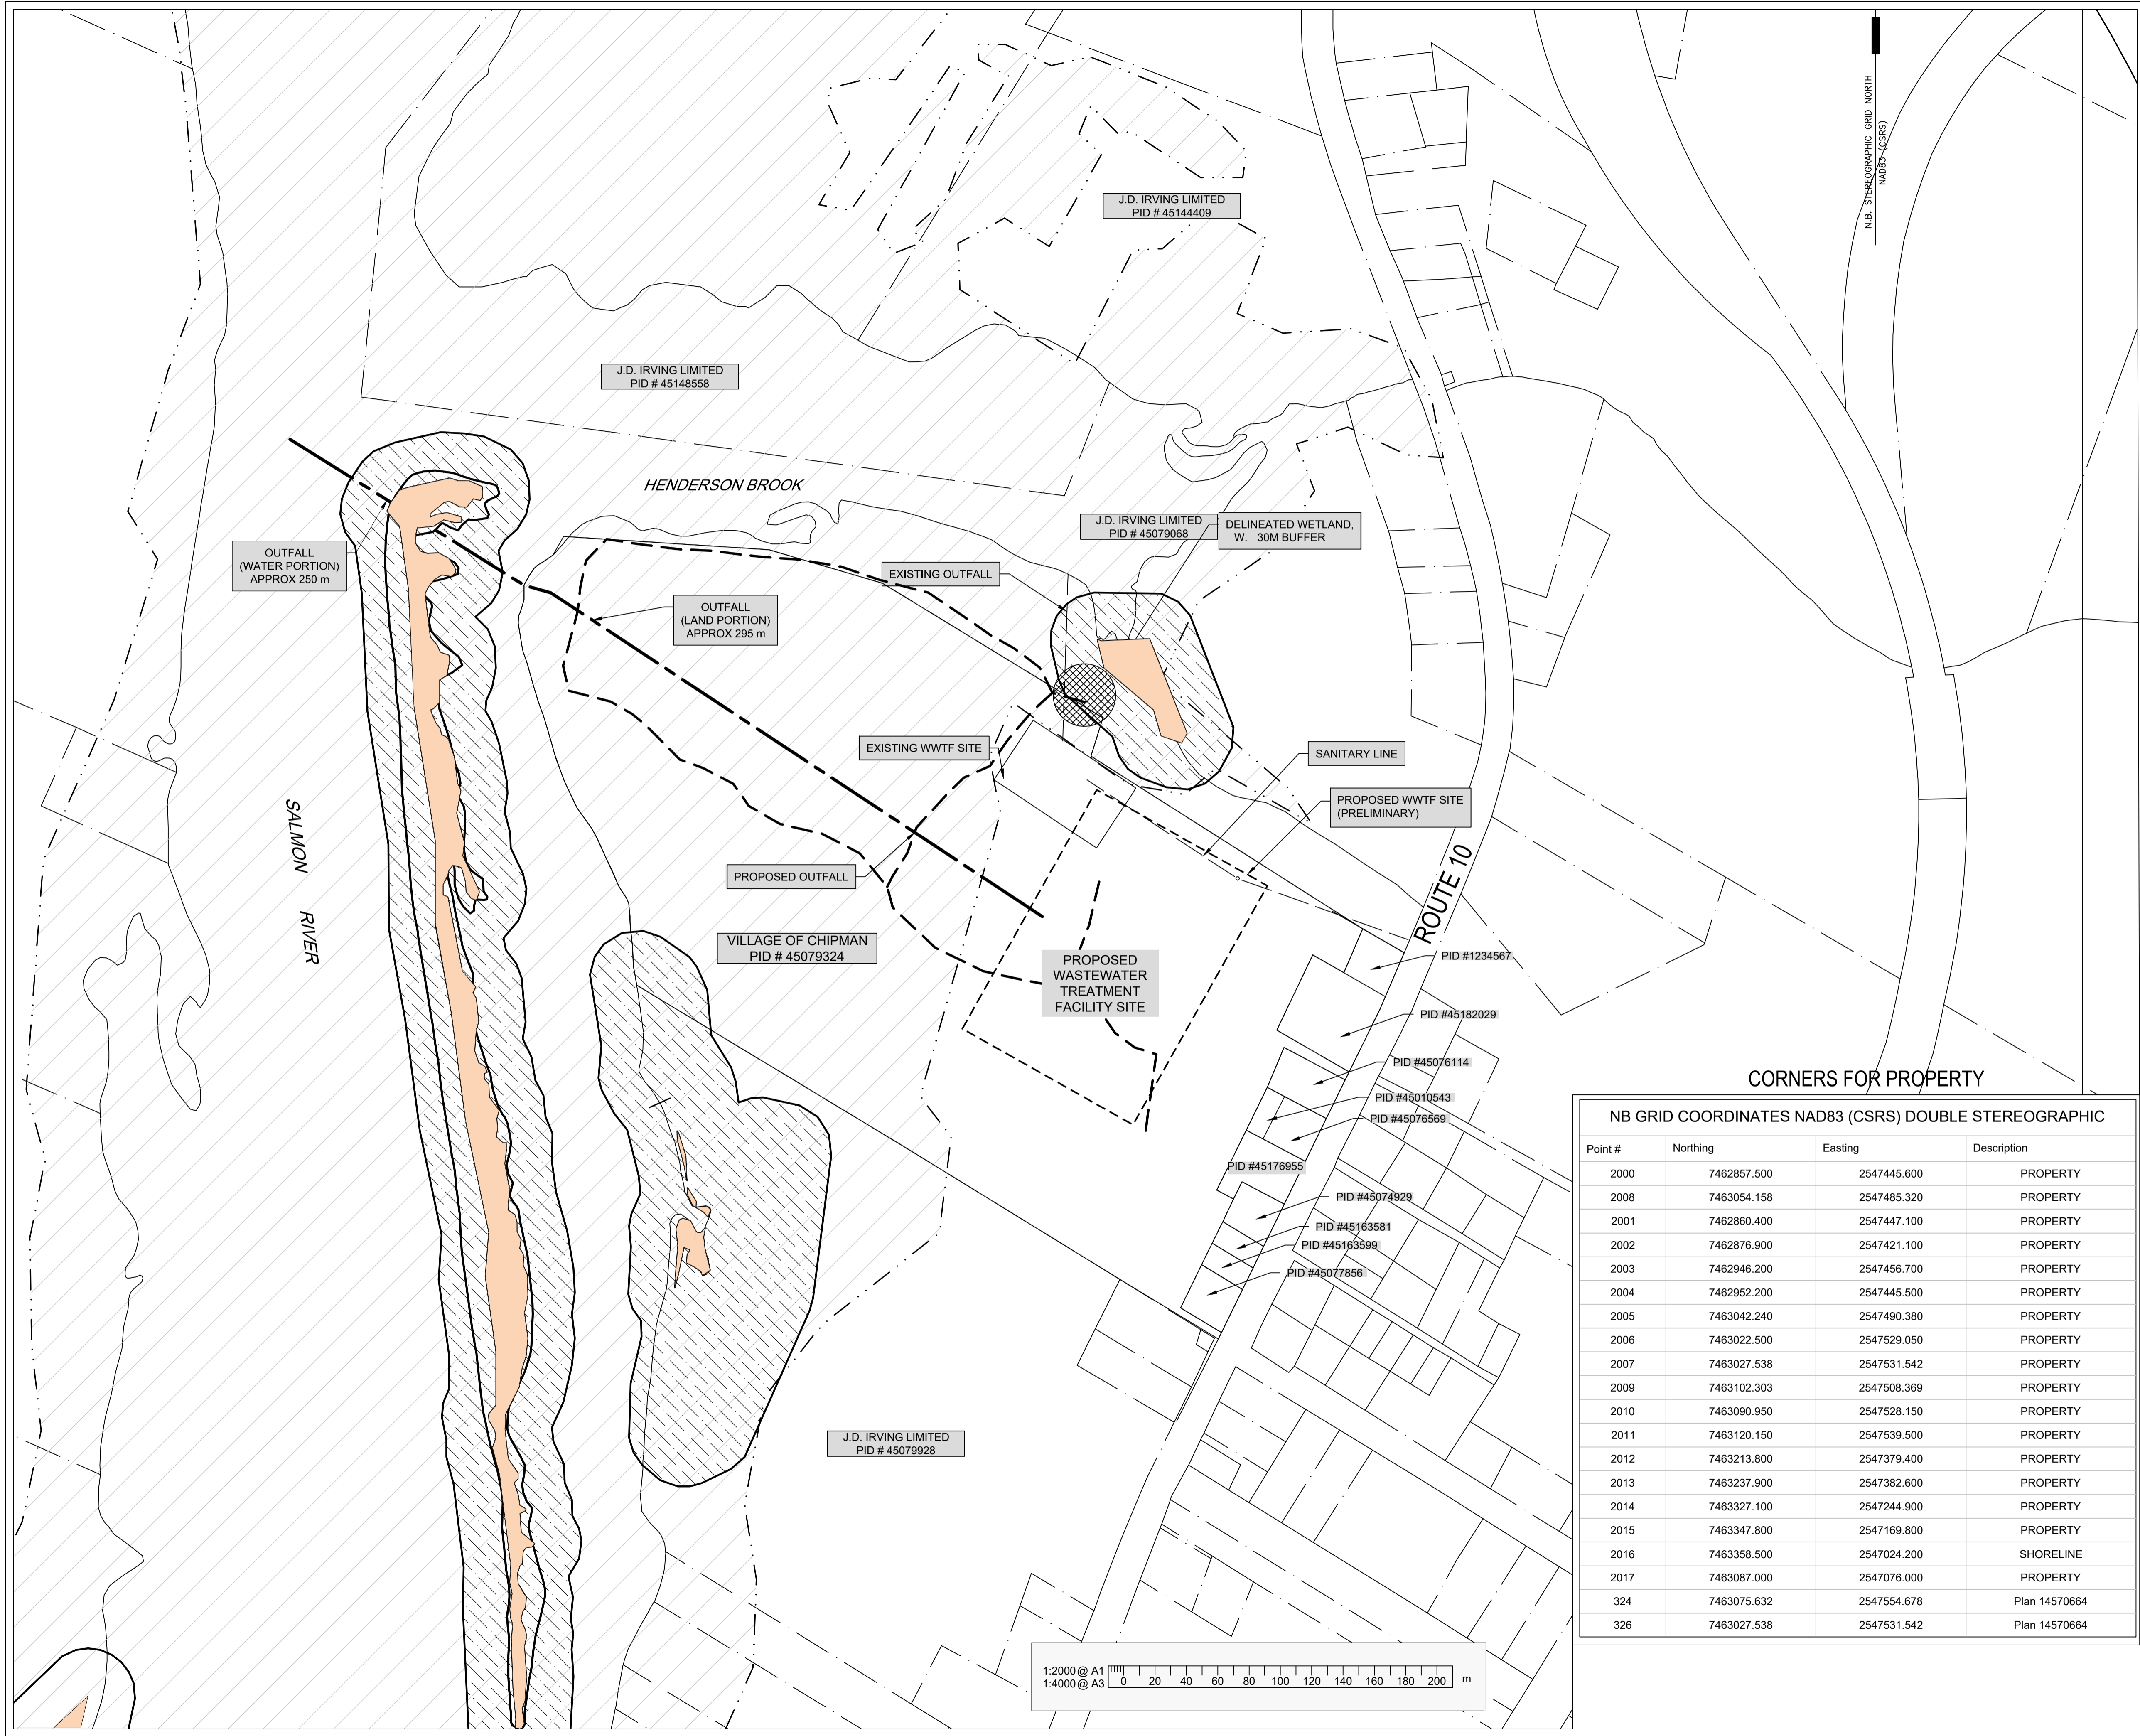 N.B. STEREOGRAPHIC GRID NORTH
NAD83 (CSRS)
J.D. IRVING LIMITED
PID # 45144409
J.D. IRVING LIMITED
PID # 45148558
HENDERSON BROOK
J.D. IRVING LIMITED
PID # 45079068
DELINEATED WETLAND,
W. 30M BUFFER
OUTFALL
(WATER PORTION)
APPROX 250 m
EXISTING OUTFALL
OUTFALL
(LAND PORTION)
APPROX 295 m
EXISTING WWTF SITE
SANITARY LINE
PROPOSED WWTF SITE
(PRELIMINARY)
SALMON RIVER
PROPOSED OUTFALL
ROUTE 10
VILLAGE OF CHIPMAN
PID # 45079324
PROPOSED
WASTEWATER
TREATMENT
FACILITY SITE
PID #1234567
PID #45182029
PID #45076114
PID #45010543
PID #45076569
PID #45176955
PID #45074929
PID #45163581
PID #45163599
PID #45077856
J.D. IRVING LIMITED
PID # 45079928
CORNERS FOR PROPERTY
NB GRID COORDINATES NAD83 (CSRS) DOUBLE STEREOGRAPHIC
Point # Northing Easting Description
2000 7462857.500 2547445.600 PROPERTY
2008 7463054.158 2547485.320 PROPERTY
2001 7462860.400 2547447.100 PROPERTY
2002 7462876.900 2547421.100 PROPERTY
2003 7462946.200 2547456.700 PROPERTY
2004 7462952.200 2547445.500 PROPERTY
2005 7463042.240 2547490.380 PROPERTY
2006 7463022.500 2547529.050 PROPERTY
2007 7463027.538 2547531.542 PROPERTY
2009 7463102.303 2547508.369 PROPERTY
2010 7463090.950 2547528.150 PROPERTY
2011 7463120.150 2547539.500 PROPERTY
2012 7463213.800 2547379.400 PROPERTY
2013 7463237.900 2547382.600 PROPERTY
2014 7463327.100 2547244.900 PROPERTY
2015 7463347.800 2547169.800 PROPERTY
2016 7463358.500 2547024.200 SHORELINE
2017 7463087.000 2547076.000 PROPERTY
324 7463075.632 2547554.678 Plan 14570664
326 7463027.538 2547531.542 Plan 14570664
1:2000 @ A1
1:4000 @ A3
0 20 40 60 80 100 120 140 160 180 200 m